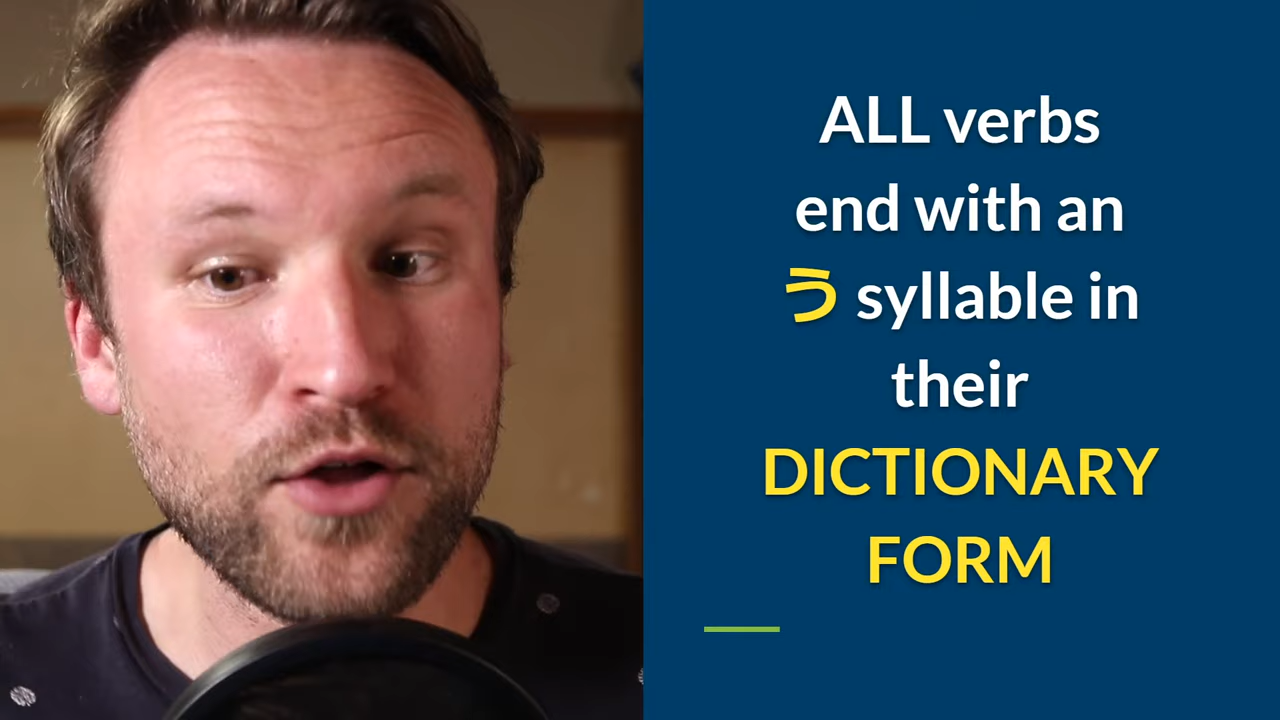 ALL verbs
end with an
う syllable in
their
DICTIONARY
FORM